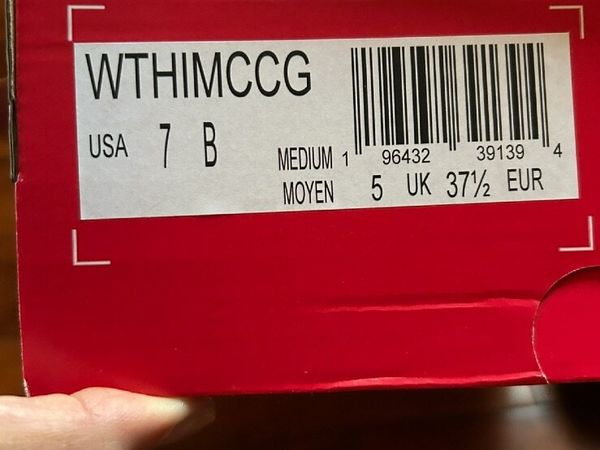 WTHIMCCG
USA 7 B
MEDIUM
MOYEN 5 UK 37½ EUR
1 96432 39139 4